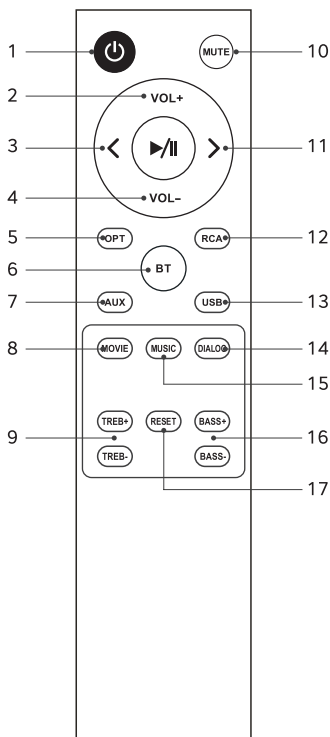 1 MUTE 10
2 VOL+
3 11
4 VOL-
5 OPT RCA 12
6 BT
7 AUX USB 13
8 MOVIE MUSIC DIALOG 14
15
TREB+ RESET BASS+
9 16
TREB- BASS-
17